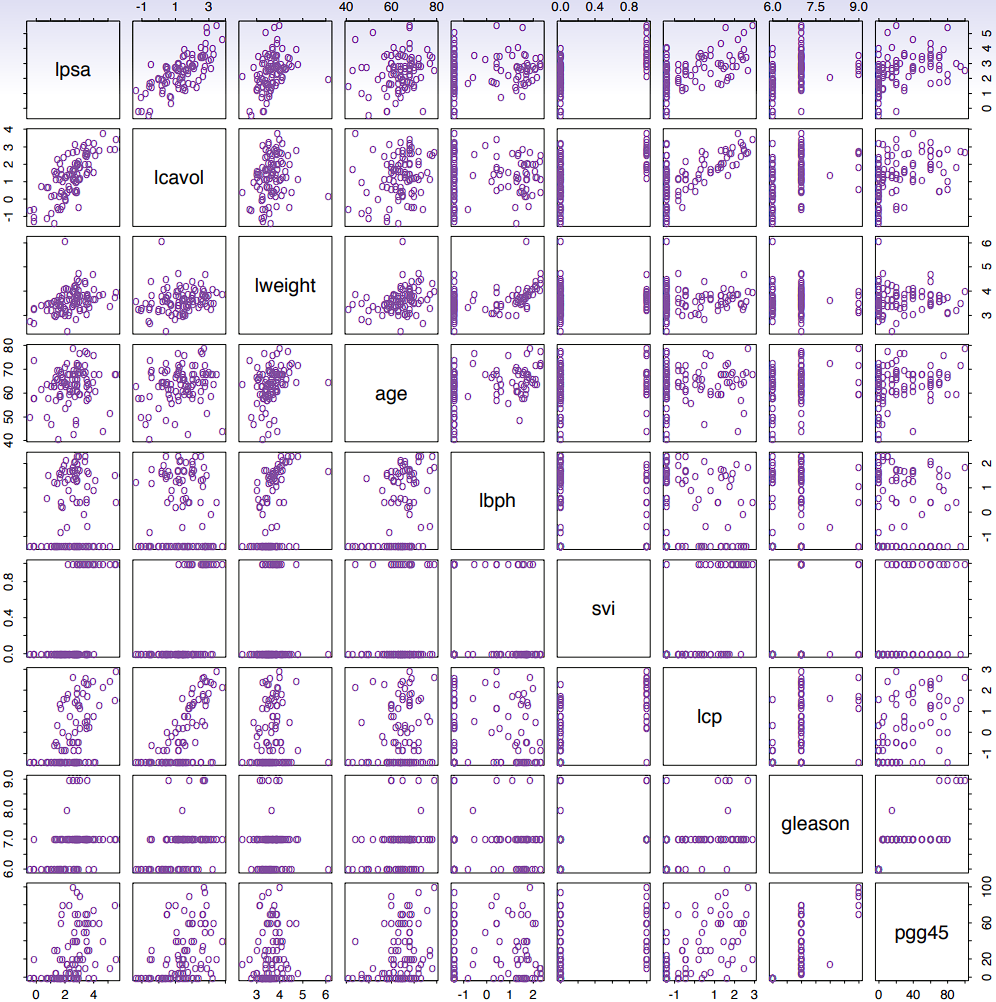 -1 1 3 40 60 80 0.0 0.4 0.8 6.0 7.5 9.0
lpsa 0 1 2 3 4 5
-1 0 1 2 3 4 lcavol
lweight 3 4 5 6
40 50 60 70 80 age
lbph -1 0 1 2
0.0 0.4 0.8 svi
lcp -1 0 1 2 3
6.0 7.0 8.0 9.0 gleason
pgg45 0 20 60 100
0 2 4 3 4 5 6 -1 0 1 2 -1 1 2 3 0 40 80